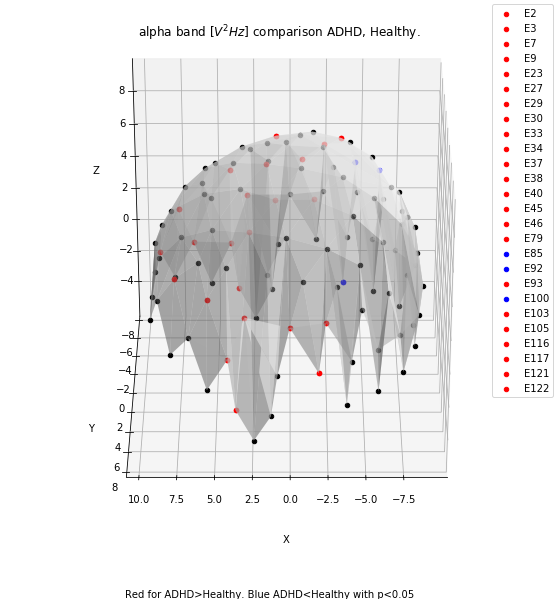 alpha band [V²Hz] comparison ADHD, Healthy.
E2
E3
E7
E9
E23
E27
E29
E30
E33
E34
E37
E38
E40
E45
E46
E79
E85
E92
E93
E100
E103
E105
E116
E117
E121
E122
Z
8
6
4
2
0
−2
−4
−8
−6
−4
−2
0
2
4
6
8
Y
10.0 7.5 5.0 2.5 0.0 −2.5 −5.0 −7.5
X
Red for ADHD>Healthy. Blue ADHD<Healthy with p<0.05